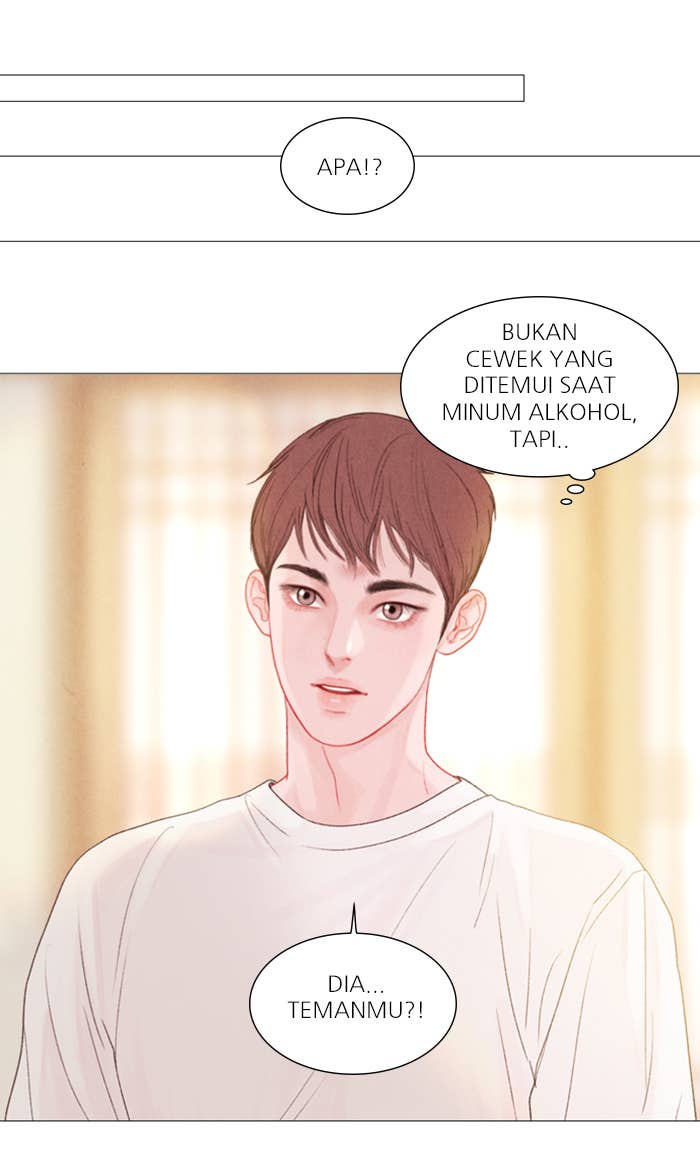 APA!?
BUKAN
CEWEK YANG
DITEMUI SAAT
MINUM ALKOHOL,
TAPI..
DIA...
TEMANMU?!